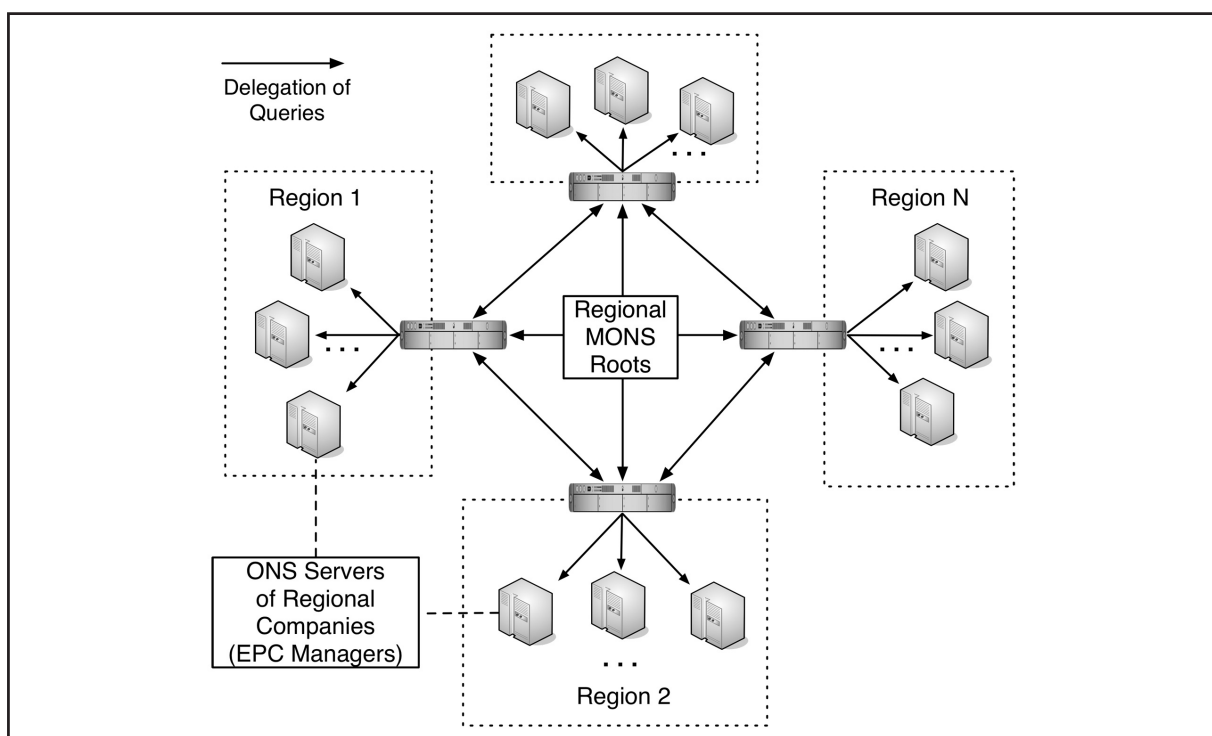 Delegation of
Queries
Region 1
Region N
Regional
MONS
Roots
ONS Servers
of Regional
Companies
(EPC Managers)
Region 2